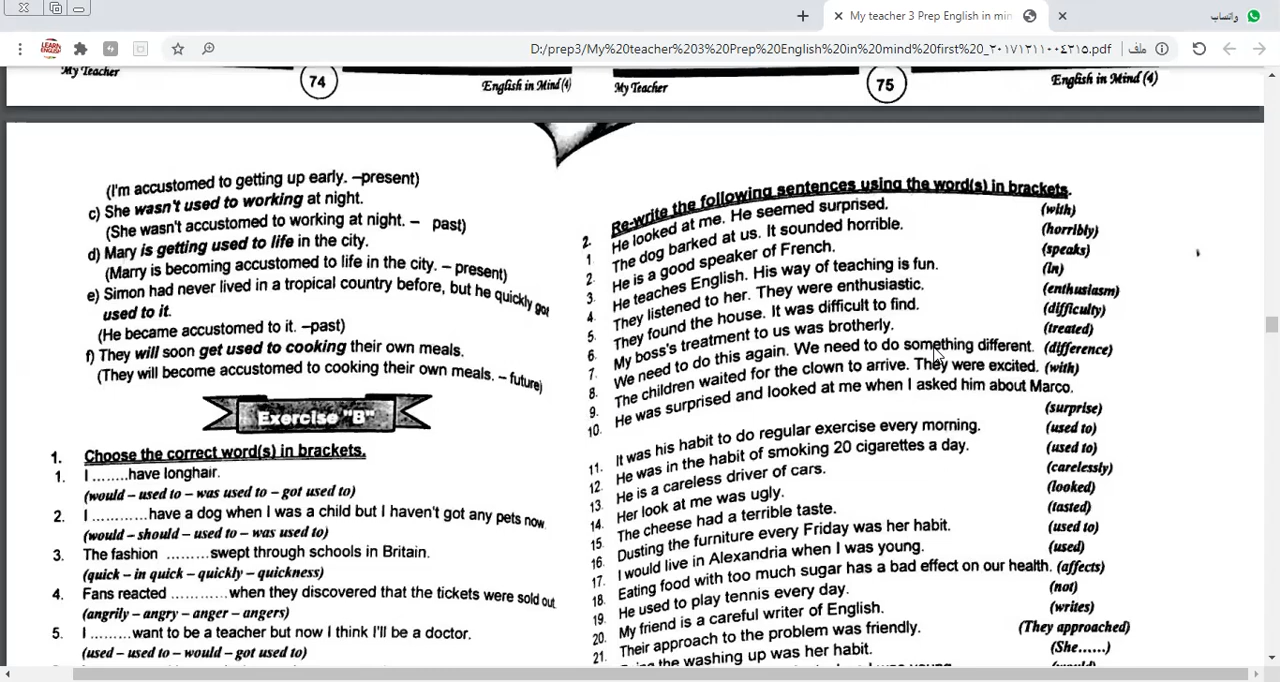 My teacher 3 Prep English in min
واتساب
D:/prep3/My%20teacher%203%20Prep%20English%20in%20mind%20first%20_٢٠١٧١٢١١٠٠٤٢١٥.pdf
ملف
My Teacher 74 English in Mind (4)
My Teacher 75 English in Mind (4)
(I'm accustomed to getting up early. –present)
c) She wasn't used to working at night.
(She wasn't accustomed to working at night. – past)
d) Mary is getting used to life in the city.
(Marry is becoming accustomed to life in the city. – present)
e) Simon had never lived in a tropical country before, but he quickly got
used to it.
(He became accustomed to it. –past)
f) They will soon get used to cooking their own meals.
(They will become accustomed to cooking their own meals. – future)
Exercise "B"
1. Choose the correct word(s) in brackets.
1. I ........have longhair.
(would – used to – was used to – got used to)
2. I ............have a dog when I was a child but I haven't got any pets now
(would – should – used to – was used to)
3. The fashion .........swept through schools in Britain.
(quick – in quick – quickly – quickness)
4. Fans reacted ............when they discovered that the tickets were sold out
(angrily – angry – anger – angers)
5. I .........want to be a teacher but now I think I'll be a doctor.
(used – used to – would – got used to)
2. Re-write the following sentences using the word(s) in brackets.
1. He looked at me. He seemed surprised. (with)
2. The dog barked at us. It sounded horrible. (horribly)
3. He is a good speaker of French. (speaks)
4. He teaches English. His way of teaching is fun. (In)
5. They listened to her. They were enthusiastic. (enthusiasm)
6. They found the house. It was difficult to find. (difficulty)
7. My boss's treatment to us was brotherly. (treated)
8. We need to do this again. We need to do something different. (difference)
9. The children waited for the clown to arrive. They were excited. (with)
10. He was surprised and looked at me when I asked him about Marco.
(surprise)
11. It was his habit to do regular exercise every morning. (used to)
12. He was in the habit of smoking 20 cigarettes a day. (used to)
13. He is a careless driver of cars. (carelessly)
14. Her look at me was ugly. (looked)
15. The cheese had a terrible taste. (tasted)
16. Dusting the furniture every Friday was her habit. (used to)
17. I would live in Alexandria when I was young. (used)
18. Eating food with too much sugar has a bad effect on our health. (affects)
19. He used to play tennis every day. (not)
20. My friend is a careful writer of English. (writes)
21. Their approach to the problem was friendly. (They approached)
the washing up was her habit. (She......)